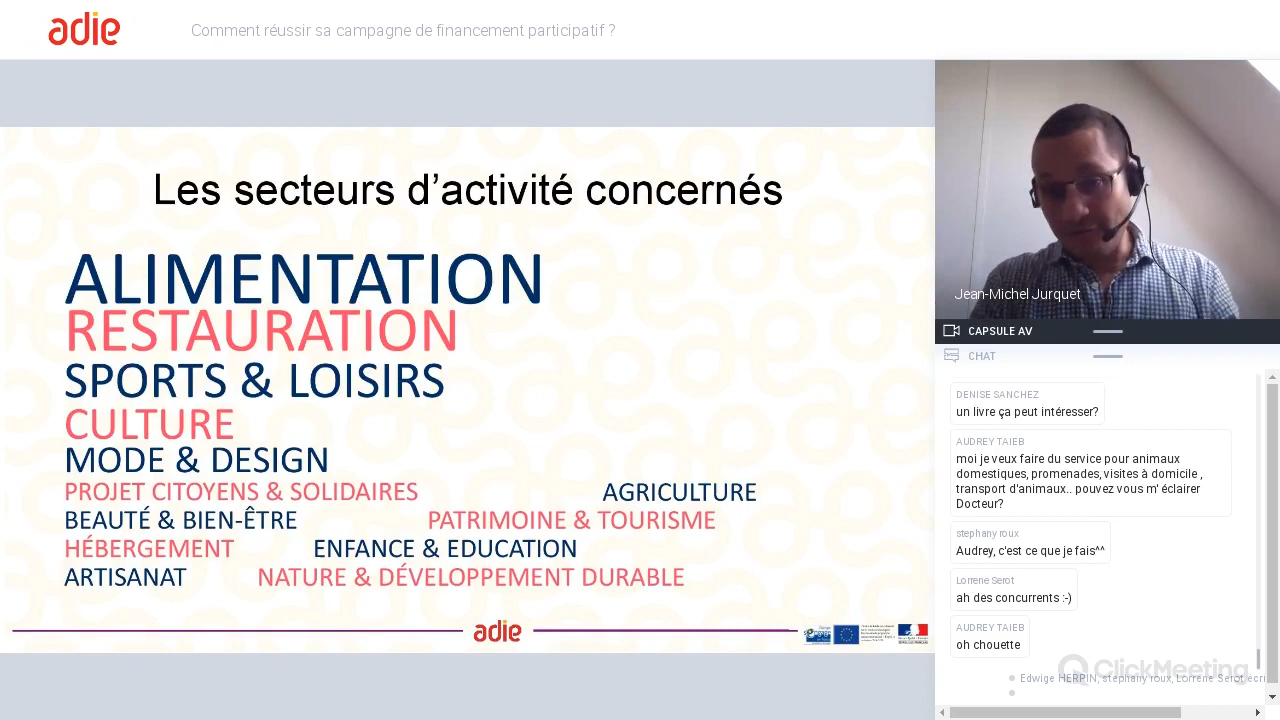 adie
Comment réussir sa campagne de financement participatif ?
Les secteurs d’activité concernés
ALIMENTATION
RESTAURATION
SPORTS & LOISIRS
CULTURE
MODE & DESIGN
PROJET CITOYENS & SOLIDAIRES
AGRICULTURE
BEAUTÉ & BIEN-ÊTRE
PATRIMOINE & TOURISME
HÉBERGEMENT
ENFANCE & EDUCATION
ARTISANAT
NATURE & DÉVELOPPEMENT DURABLE
adie
Jean-Michel Jurquet
CAPSULE AV
CHAT
DENISE SANCHEZ
un livre ça peut intéresser?
AUDREY TAIEB
moi je veux faire du service pour animaux
domestiques, promenades, visites à domicile ,
transport d'animaux.. pouvez vous m' éclairer
Docteur?
stephany roux
Audrey, c'est ce que je fais^^
Lorrene Serot
ah des concurrents :-)
AUDREY TAIEB
oh chouette
ClickMeeting
Edwige HERPIN, stephany roux, Lorrene Serot écri